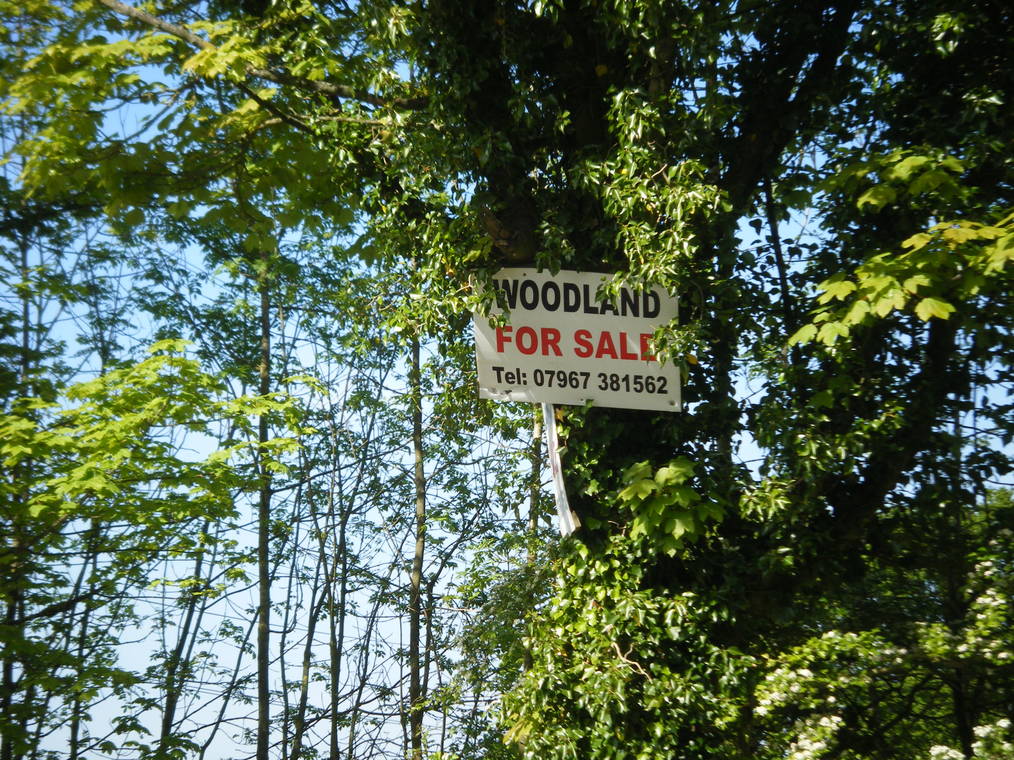 WOODLAND
FOR SALE
Tel: 07967 381562